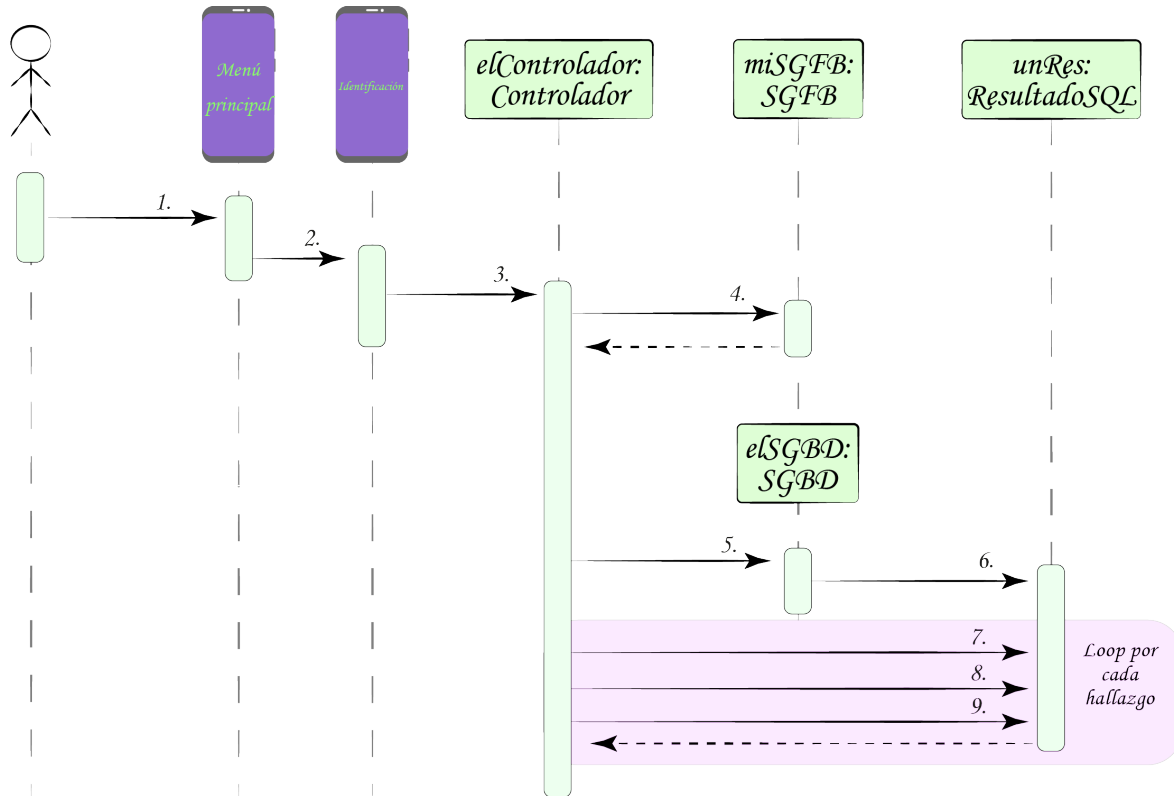 Menú
principal
Identificación
elControlador:
Controlador
miSGFB:
SGFB
unRes:
ResultadoSQL
1.
2.
3.
4.
elSGBD:
SGBD
5.
6.
7.
8.
9.
Loop por
cada
hallazgo